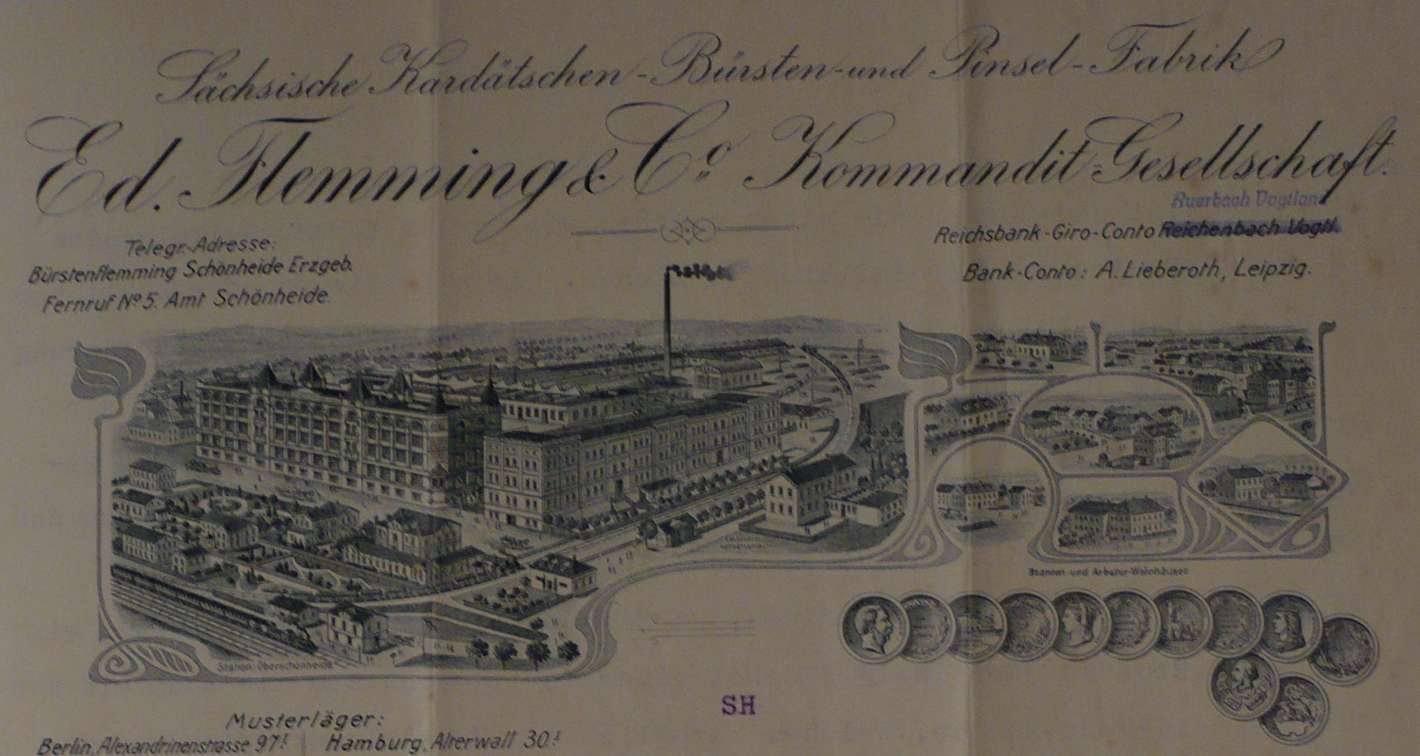 Sächsische Kardätschen-Bürsten-und Pinsel-Fabrik
Ed. Flemming & Co. Kommandit-Gesellschaft.
Telegr.-Adresse:
Bürstenflemming Schönheide Erzgeb.
Fernruf No 5. Amt Schönheide.
Auerbach Vogtland
Reichsbank-Giro-Conto Reichenbach Vogtl.
Bank-Conto: A. Lieberoth, Leipzig.
Station Oberschönheide
Beamten- und Arbeiter-Wohnhäuser
SH
Musterläger:
Berlin, Alexandrinenstrasse 97I | Hamburg, Alterwall 30I